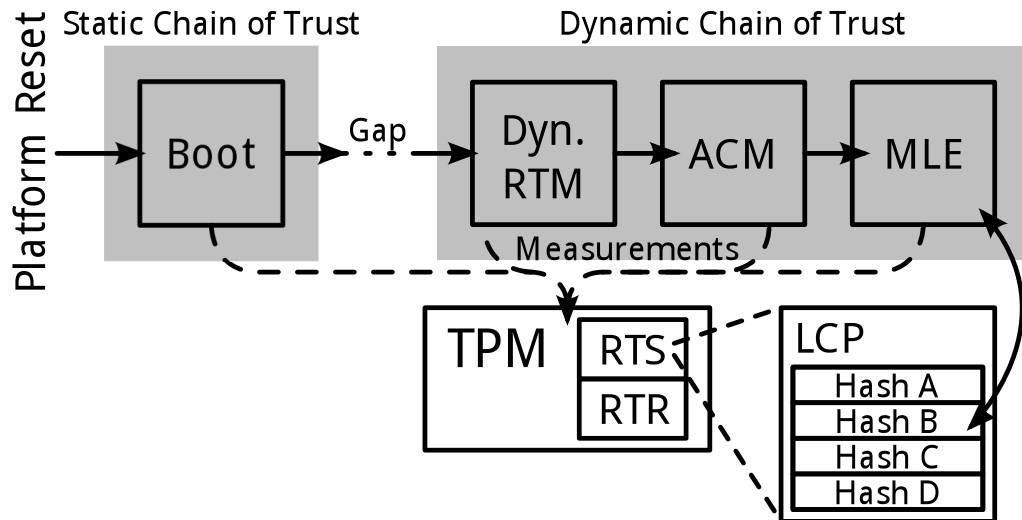 Static Chain of Trust
Dynamic Chain of Trust
Platform Reset
Boot
Gap
Dyn.
RTM
ACM
MLE
Measurements
TPM
RTS
RTR
LCP
Hash A
Hash B
Hash C
Hash D